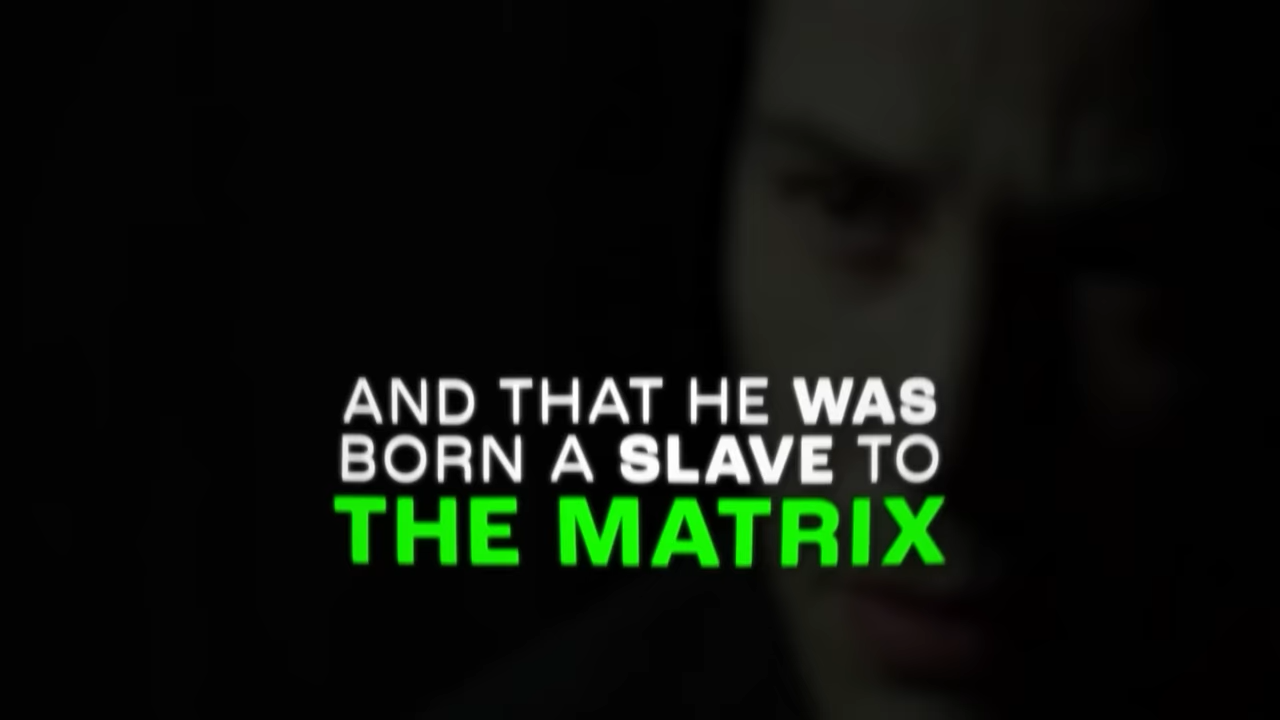 AND THAT HE WAS
BORN A SLAVE TO
THE MATRIX